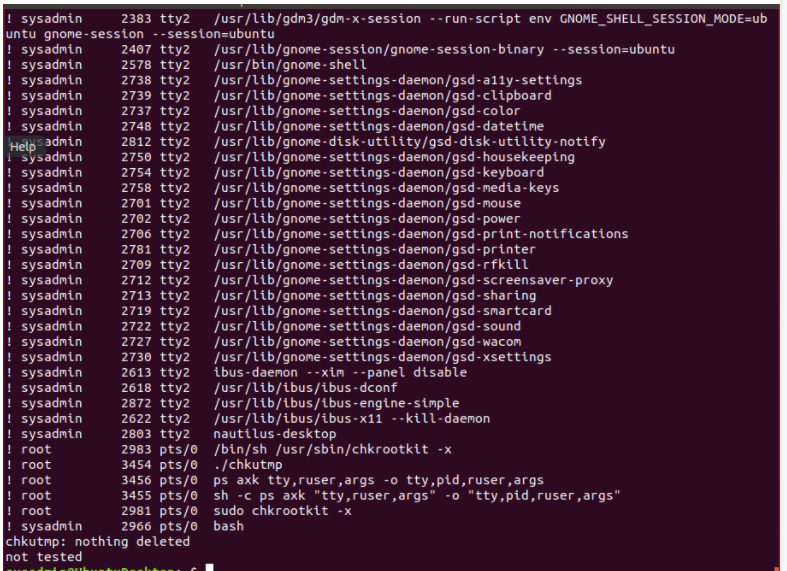 ! sysadmin 2383 tty2 /usr/lib/gdm3/gdm-x-session --run-script env GNOME_SHELL_SESSION_MODE=ub
untu gnome-session --session=ubuntu
! sysadmin 2407 tty2 /usr/lib/gnome-session/gnome-session-binary --session=ubuntu
! sysadmin 2578 tty2 /usr/bin/gnome-shell
! sysadmin 2738 tty2 /usr/lib/gnome-settings-daemon/gsd-a11y-settings
! sysadmin 2739 tty2 /usr/lib/gnome-settings-daemon/gsd-clipboard
! sysadmin 2737 tty2 /usr/lib/gnome-settings-daemon/gsd-color
! sysadmin 2748 tty2 /usr/lib/gnome-settings-daemon/gsd-datetime
Help admin 2812 tty2 /usr/lib/gnome-disk-utility/gsd-disk-utility-notify
! sysadmin 2750 tty2 /usr/lib/gnome-settings-daemon/gsd-housekeeping
! sysadmin 2754 tty2 /usr/lib/gnome-settings-daemon/gsd-keyboard
! sysadmin 2758 tty2 /usr/lib/gnome-settings-daemon/gsd-media-keys
! sysadmin 2701 tty2 /usr/lib/gnome-settings-daemon/gsd-mouse
! sysadmin 2702 tty2 /usr/lib/gnome-settings-daemon/gsd-power
! sysadmin 2706 tty2 /usr/lib/gnome-settings-daemon/gsd-print-notifications
! sysadmin 2781 tty2 /usr/lib/gnome-settings-daemon/gsd-printer
! sysadmin 2709 tty2 /usr/lib/gnome-settings-daemon/gsd-rfkill
! sysadmin 2712 tty2 /usr/lib/gnome-settings-daemon/gsd-screensaver-proxy
! sysadmin 2713 tty2 /usr/lib/gnome-settings-daemon/gsd-sharing
! sysadmin 2719 tty2 /usr/lib/gnome-settings-daemon/gsd-smartcard
! sysadmin 2722 tty2 /usr/lib/gnome-settings-daemon/gsd-sound
! sysadmin 2727 tty2 /usr/lib/gnome-settings-daemon/gsd-wacom
! sysadmin 2730 tty2 /usr/lib/gnome-settings-daemon/gsd-xsettings
! sysadmin 2613 tty2 ibus-daemon --xim --panel disable
! sysadmin 2618 tty2 /usr/lib/ibus/ibus-dconf
! sysadmin 2872 tty2 /usr/lib/ibus/ibus-engine-simple
! sysadmin 2622 tty2 /usr/lib/ibus/ibus-x11 --kill-daemon
! sysadmin 2803 tty2 nautilus-desktop
! root 2983 pts/0 /bin/sh /usr/sbin/chkrootkit -x
! root 3454 pts/0 ./chkutmp
! root 3456 pts/0 ps axk tty,ruser,args -o tty,pid,ruser,args
! root 3455 pts/0 sh -c ps axk "tty,ruser,args" -o "tty,pid,ruser,args"
! root 2981 pts/0 sudo chkrootkit -x
! sysadmin 2966 pts/0 bash
chkutmp: nothing deleted
not tested